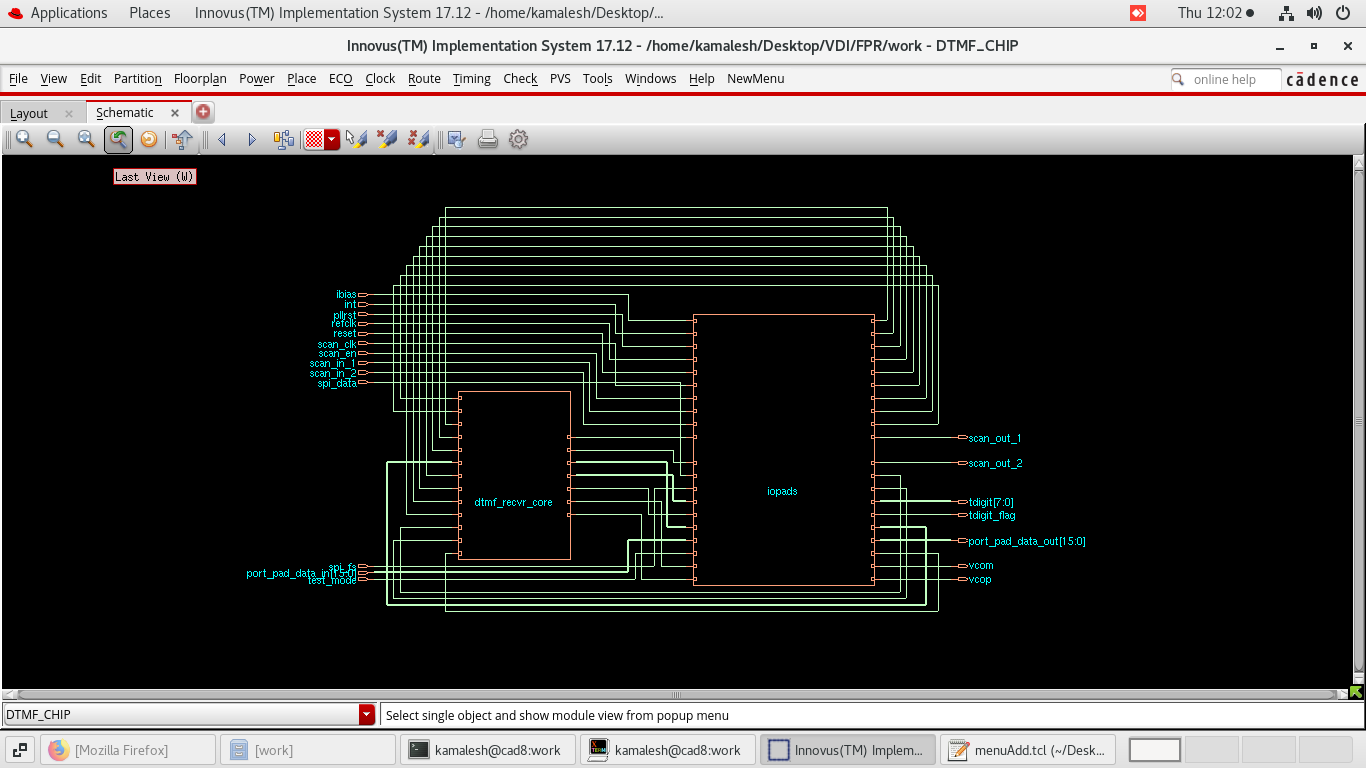 Applications Places Innovus(TM) Implementation System 17.12 - /home/kamalesh/Desktop/... Thu 12:02
Innovus(TM) Implementation System 17.12 - /home/kamalesh/Desktop/VDI/FPR/work - DTMF_CHIP
File View Edit Partition Floorplan Power Place ECO Clock Route Timing Check PVS Tools Windows Help NewMenu online help cādence
Layout Schematic
Last View (W)
ibias
int
pllrst
refclk
reset
scan_clk
scan_en
scan_in_1
scan_in_2
spi_data
scan_out_1
scan_out_2
iopads
dtmf_recvr_core
tdigit[7:0]
tdigit_flag
port_pad_data_out[15:0]
spi_fs
port_pad_data_in[15:0]
test_mode
vcom
vcop
DTMF_CHIP Select single object and show module view from popup menu
[Mozilla Firefox] [work] kamalesh@cad8:work kamalesh@cad8:work Innovus(TM) Implem... menuAdd.tcl (~/Desk...